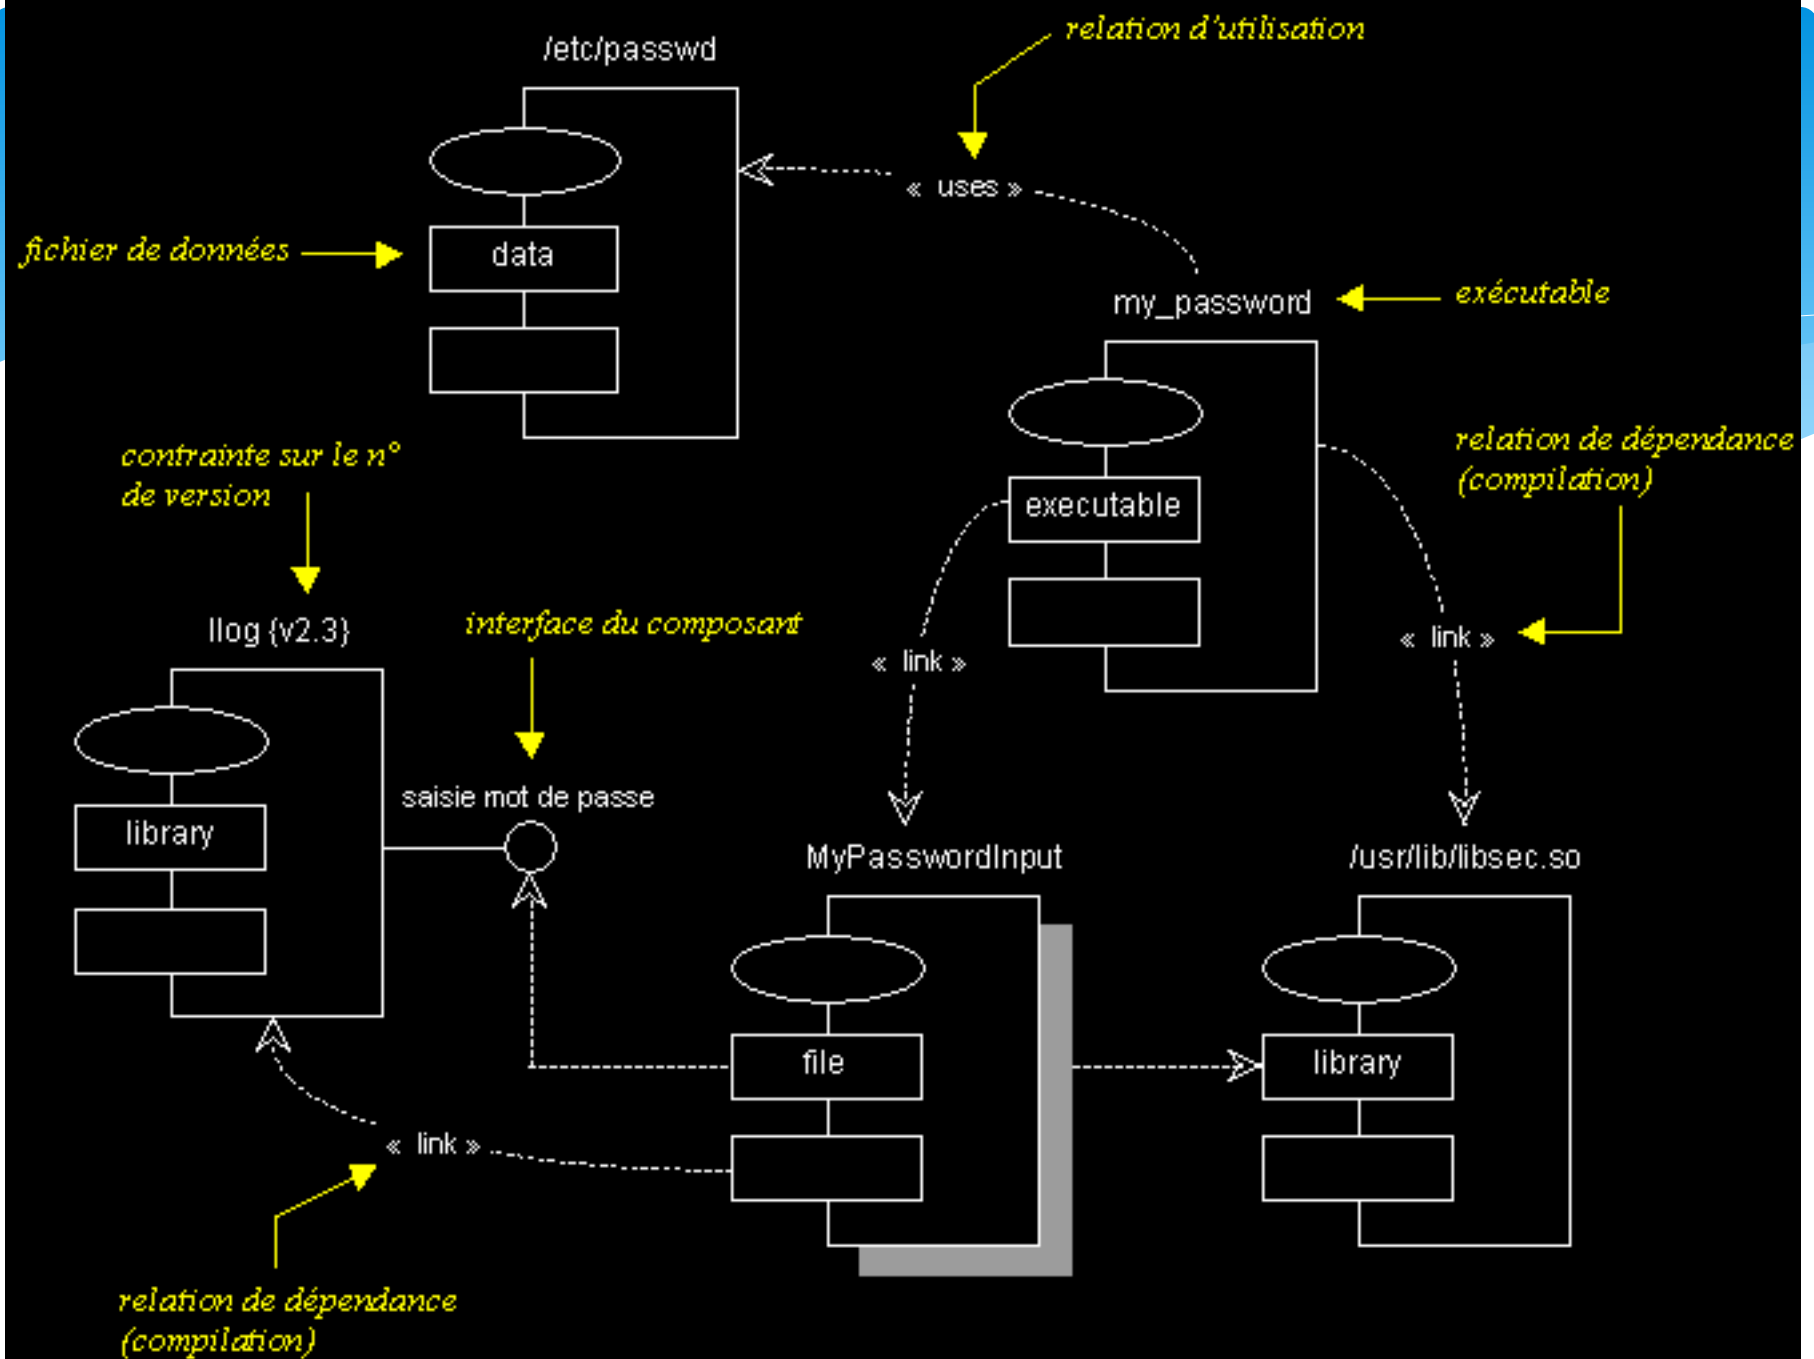 relation d'utilisation
/etc/passwd
« uses »
fichier de données
data
my_password
exécutable
contrainte sur le n°
de version
relation de dépendance
(compilation)
executable
llog {v2.3}
interface du composant
« link »
« link »
saisie mot de passe
library
MyPasswordInput
/usr/lib/libsec.so
file
library
« link »
relation de dépendance
(compilation)